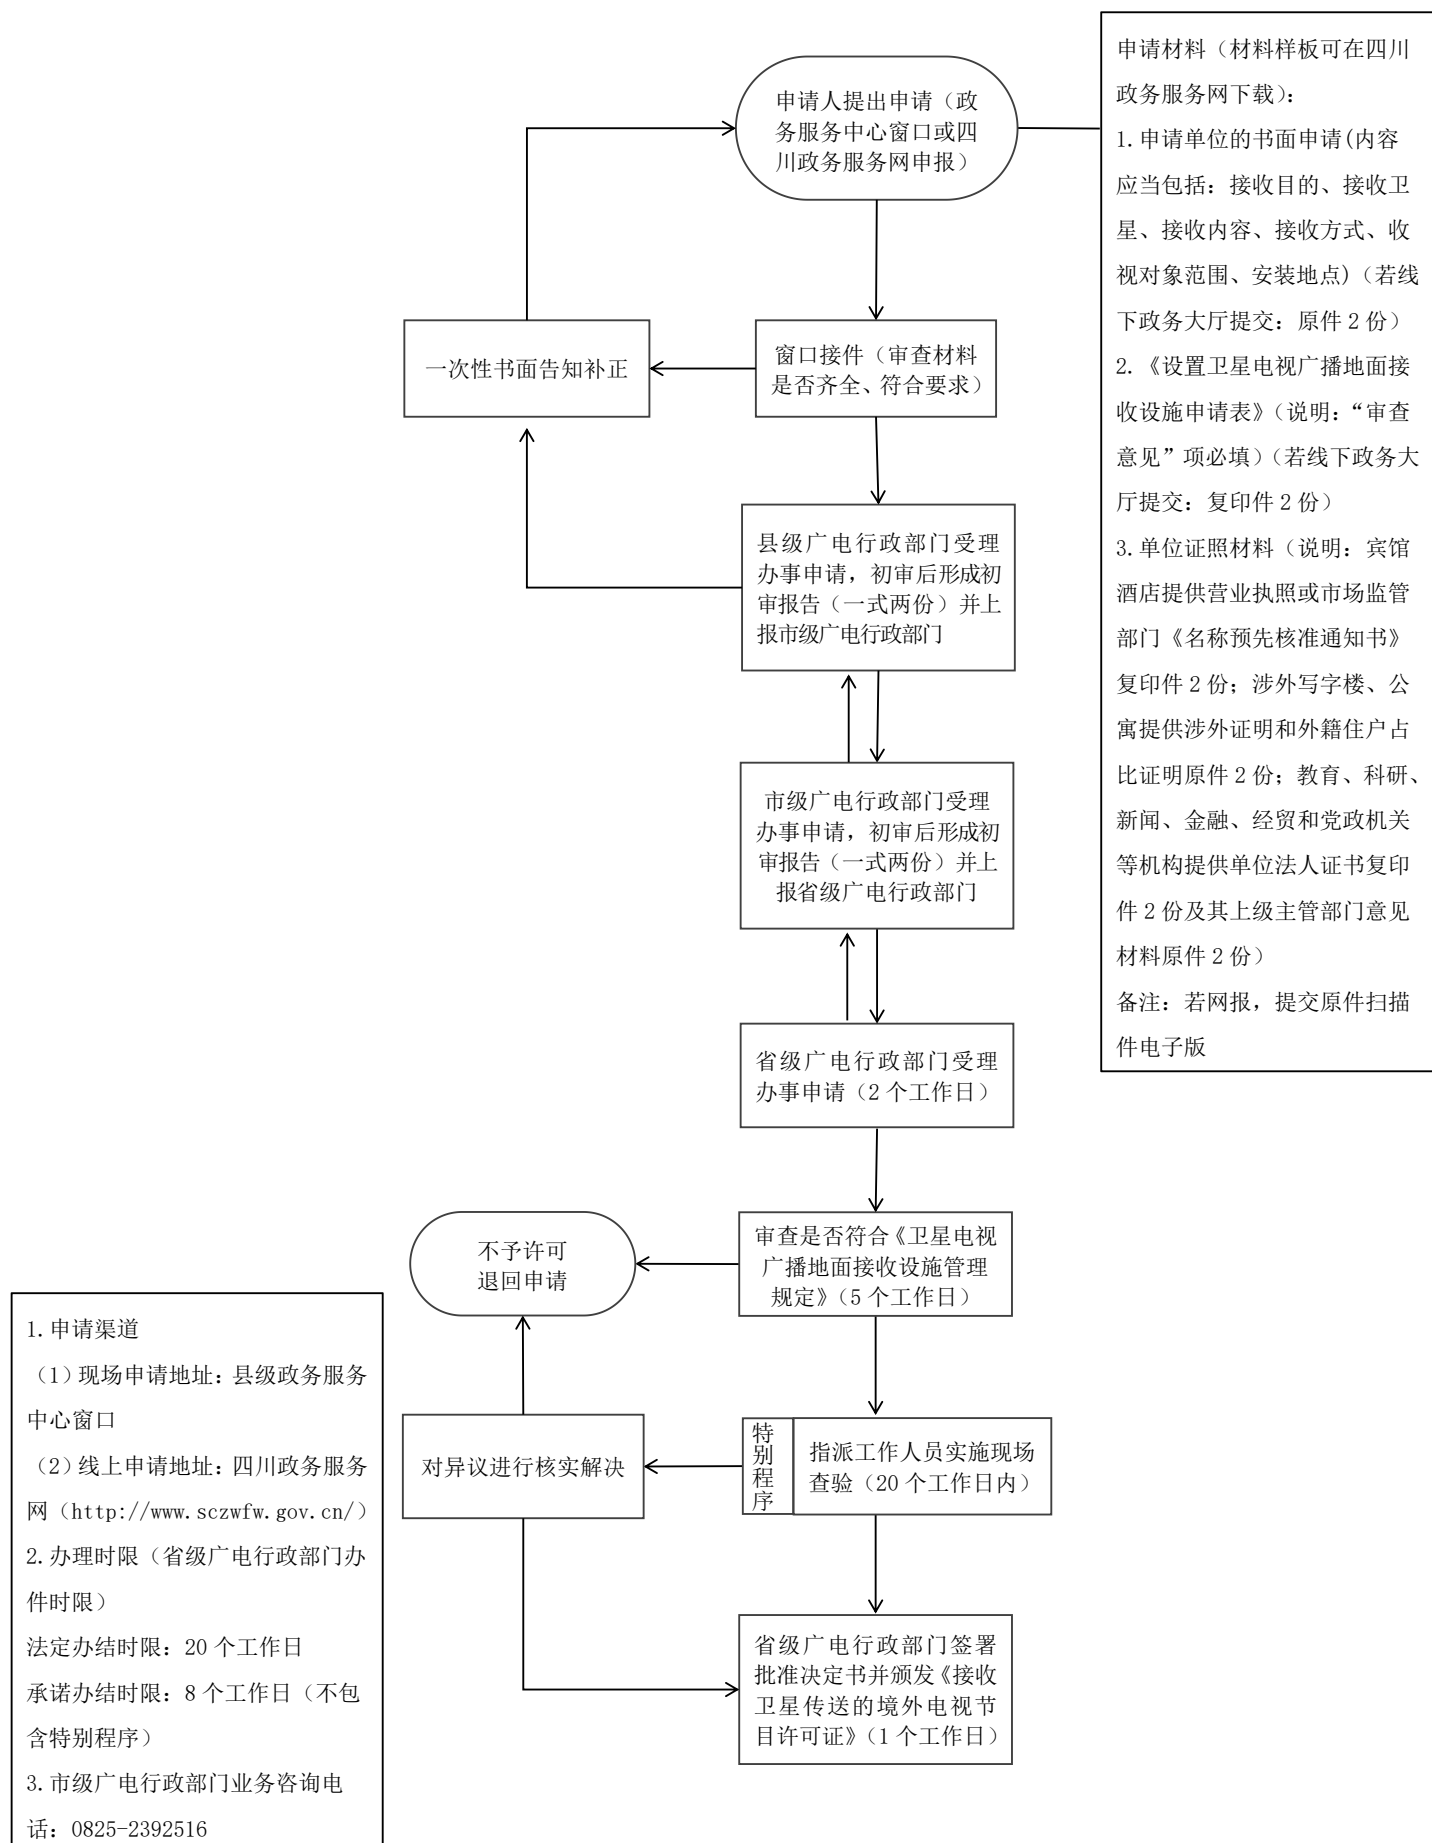 申请人提出申请（政
务服务中心窗口或四
川政务服务网申报）
申请材料（材料样板可在四川
政务服务网下载）：
1.申请单位的书面申请(内容
应当包括：接收目的、接收卫
星、接收内容、接收方式、收
视对象范围、安装地点)（若线
下政务大厅提交：原件 2 份）
2.《设置卫星电视广播地面接
收设施申请表》（说明：“审查
意见”项必填）（若线下政务大
厅提交：复印件 2 份）
3.单位证照材料（说明：宾馆
酒店提供营业执照或市场监管
部门《名称预先核准通知书》
复印件 2 份；涉外写字楼、公
寓提供涉外证明和外籍住户占
比证明原件 2 份；教育、科研、
新闻、金融、经贸和党政机关
等机构提供单位法人证书复印
件 2 份及其上级主管部门意见
材料原件 2 份）
备注：若网报，提交原件扫描
件电子版
一次性书面告知补正
窗口接件（审查材料
是否齐全、符合要求）
县级广电行政部门受理
办事申请，初审后形成初
审报告（一式两份）并上
报市级广电行政部门
市级广电行政部门受理
办事申请，初审后形成初
审报告（一式两份）并上
报省级广电行政部门
省级广电行政部门受理
办事申请（2 个工作日）
不予许可
退回申请
审查是否符合《卫星电视
广播地面接收设施管理
规定》（5 个工作日）
对异议进行核实解决
特别程序
指派工作人员实施现场
查验（20 个工作日内）
省级广电行政部门签署
批准决定书并颁发《接收
卫星传送的境外电视节
目许可证》（1 个工作日）
1.申请渠道
（1）现场申请地址：县级政务服务
中心窗口
（2）线上申请地址：四川政务服务
网（http://www.sczwfw.gov.cn/）
2.办理时限（省级广电行政部门办
件时限）
法定办结时限：20 个工作日
承诺办结时限：8 个工作日（不包
含特别程序）
3.市级广电行政部门业务咨询电
话：0825-2392516